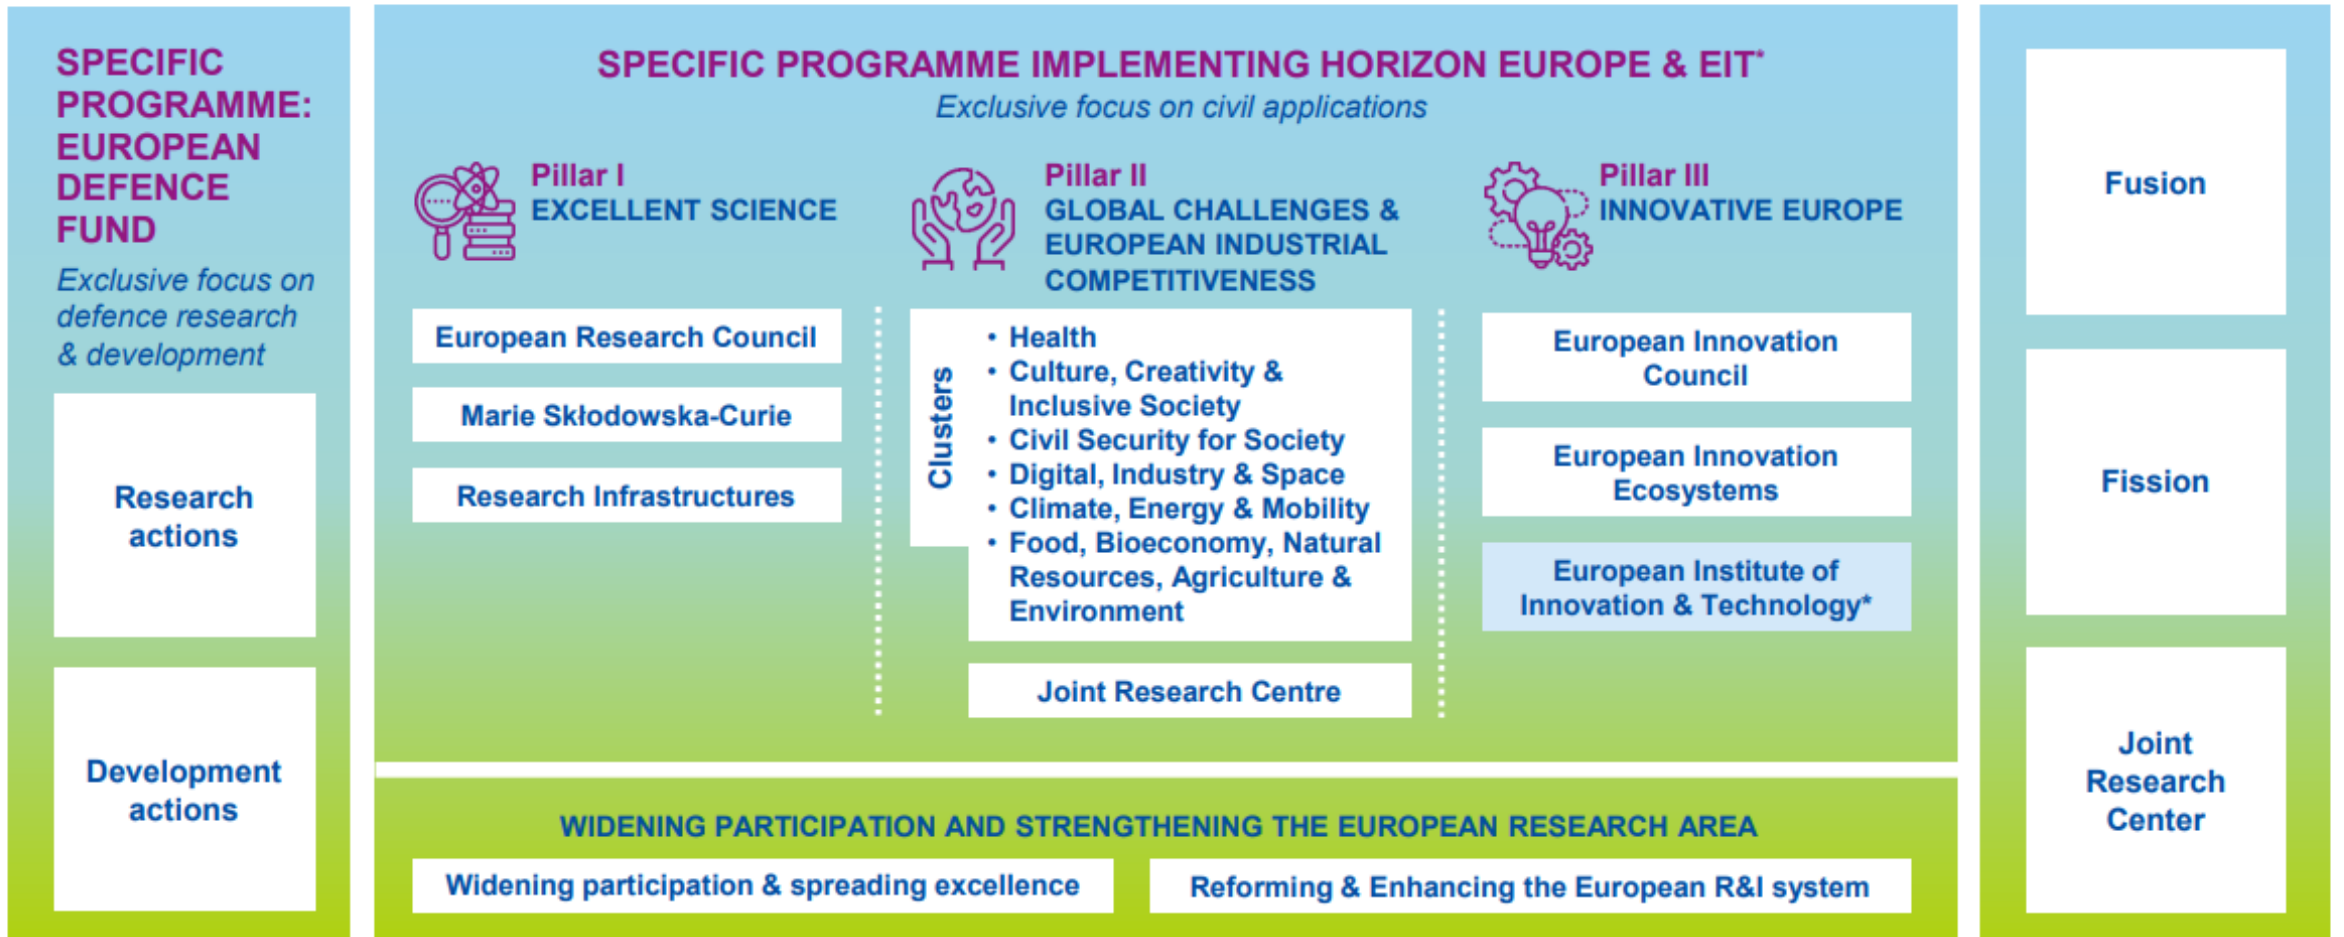 SPECIFIC
PROGRAMME:
EUROPEAN
DEFENCE
FUND
Exclusive focus on
defence research
& development
Research
actions
Development
actions
SPECIFIC PROGRAMME IMPLEMENTING HORIZON EUROPE & EIT*
Exclusive focus on civil applications
Pillar I
EXCELLENT SCIENCE
European Research Council
Marie Skłodowska-Curie
Research Infrastructures
Pillar II
GLOBAL CHALLENGES &
EUROPEAN INDUSTRIAL
COMPETITIVENESS
Clusters
• Health
• Culture, Creativity &
Inclusive Society
• Civil Security for Society
• Digital, Industry & Space
• Climate, Energy & Mobility
• Food, Bioeconomy, Natural
Resources, Agriculture &
Environment
Joint Research Centre
Pillar III
INNOVATIVE EUROPE
European Innovation
Council
European Innovation
Ecosystems
European Institute of
Innovation & Technology*
WIDENING PARTICIPATION AND STRENGTHENING THE EUROPEAN RESEARCH AREA
Widening participation & spreading excellence
Reforming & Enhancing the European R&I system
Fusion
Fission
Joint
Research
Center